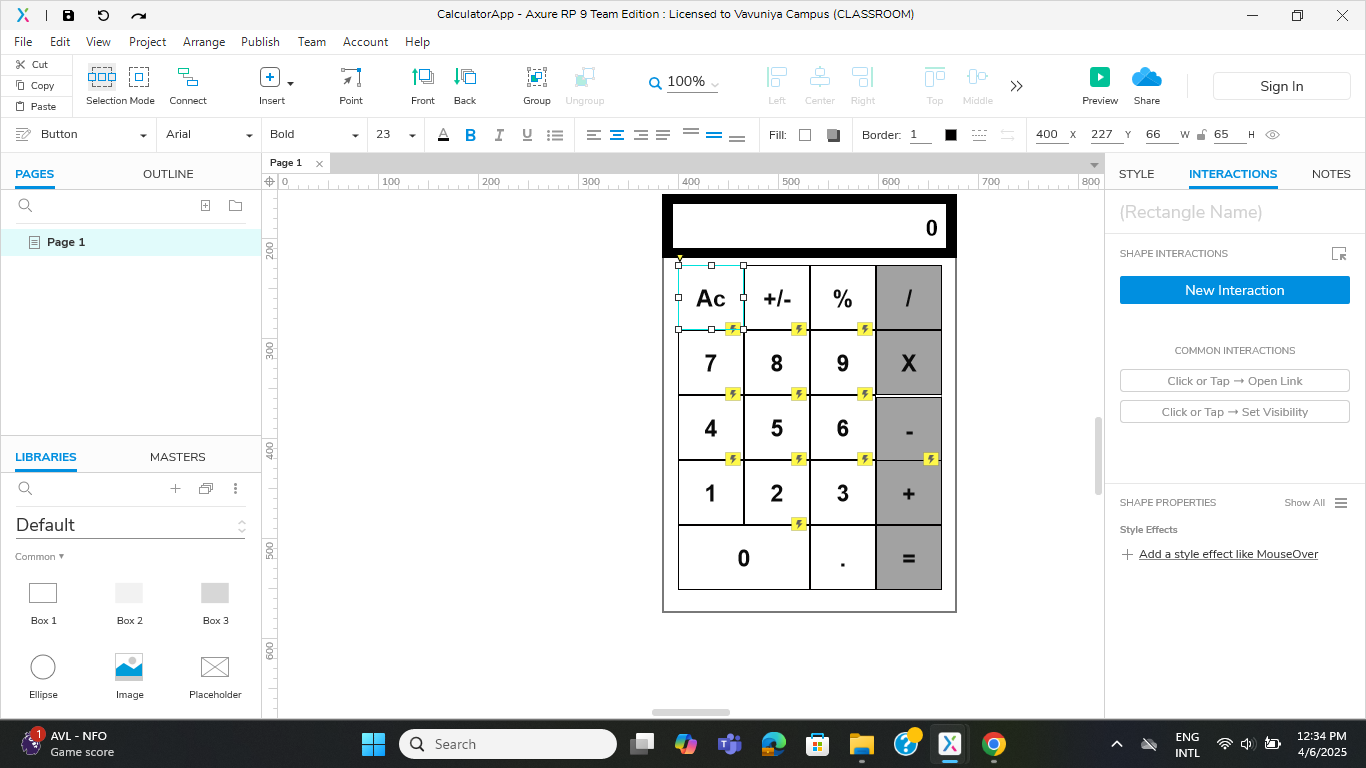 CalculatorApp - Axure RP 9 Team Edition : Licensed to Vavuniya Campus (CLASSROOM)
File Edit View Project Arrange Publish Team Account Help
Cut
Copy
Paste
Selection Mode Connect Insert Point Front Back Group Ungroup 100% Left Center Right Top Middle Preview Share Sign In
Button Arial Bold 23 A B I U Fill: Border: 1 400 X 227 Y 66 W 65 H
PAGES OUTLINE
Page 1
Page 1
0 100 200 300 400 500 600 700 800
200
300
400
500
600
0
Ac +/- % /
7 8 9 X
4 5 6 -
1 2 3 +
0 . =
LIBRARIES MASTERS
Default
Common
Box 1 Box 2 Box 3
Ellipse Image Placeholder
STYLE INTERACTIONS NOTES
(Rectangle Name)
SHAPE INTERACTIONS
New Interaction
COMMON INTERACTIONS
Click or Tap → Open Link
Click or Tap → Set Visibility
SHAPE PROPERTIES Show All
Style Effects
Add a style effect like MouseOver
1
AVL - NFO
Game score
Search
ENG
INTL
12:34 PM
4/6/2025